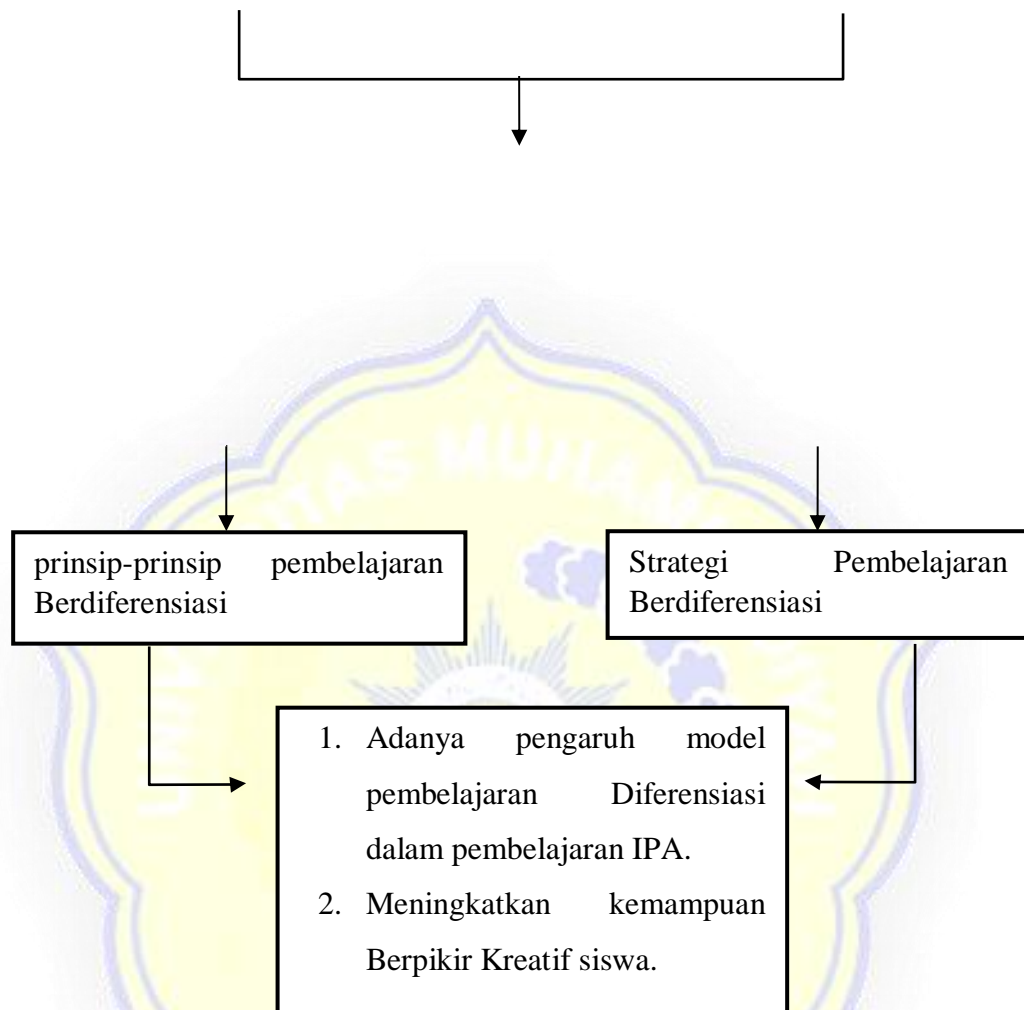 prinsip-prinsip pembelajaran
Berdiferensiasi
Strategi Pembelajaran
Berdiferensiasi
1. Adanya pengaruh model
pembelajaran Diferensiasi
dalam pembelajaran IPA.
2. Meningkatkan kemampuan
Berpikir Kreatif siswa.